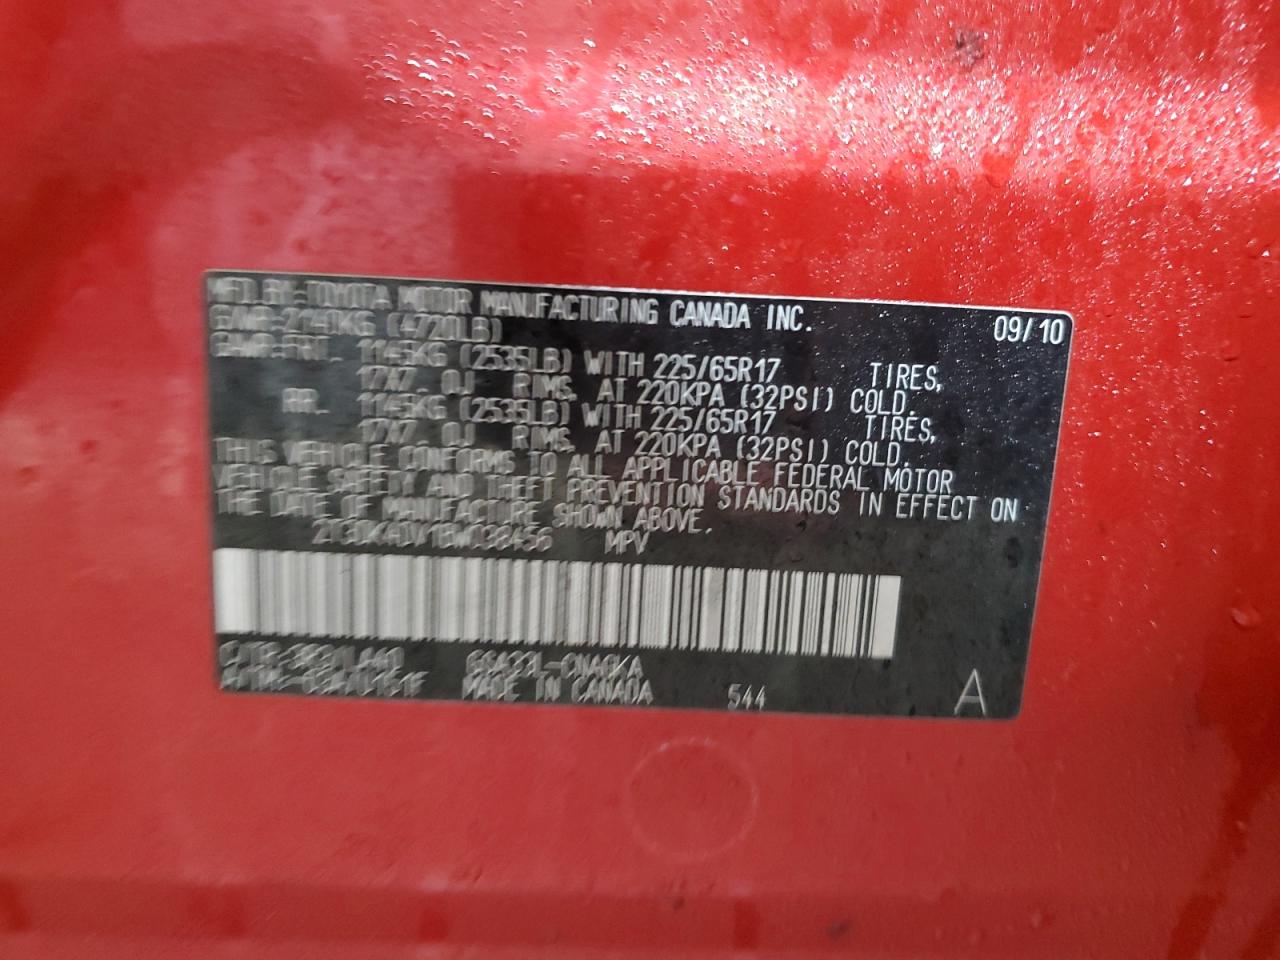 MFD.BY:TOYOTA MOTOR MANUFACTURING CANADA INC. 09/10
GVWR:2140KG (4720LB)
GAWR:FRT. 1145KG (2535LB) WITH 225/65R17 TIRES,
17X7 0J RIMS, AT 220KPA (32PSI) COLD.
RR. 1145KG (2535LB) WITH 225/65R17 TIRES,
17X7 0J RIMS, AT 220KPA (32PSI) COLD.
THIS VEHICLE CONFORMS TO ALL APPLICABLE FEDERAL MOTOR
VEHICLE SAFETY AND THEFT PREVENTION STANDARDS IN EFFECT ON
THE DATE OF MANUFACTURE SHOWN ABOVE.
MPV
C/TR: MADE IN CANADA 544 A